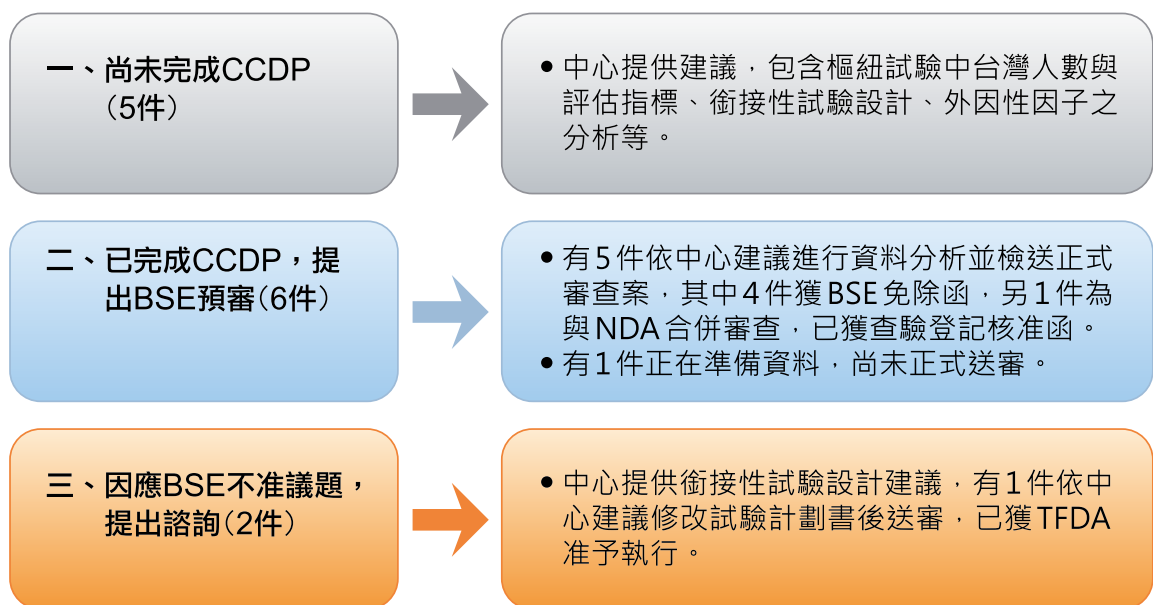 一、尚未完成CCDP
（5件）
•中心提供建議，包含樞紐試驗中台灣人數與
評估指標、銜接性試驗設計、外因性因子之
分析等。
二、已完成CCDP，提
出BSE預審（6件）
•有5件依中心建議進行資料分析並檢送正式
審查案，其中4件獲BSE免除函，另1件為
與NDA合併審查，已獲查驗登記核准函。
•有1件正在準備資料，尚未正式送審。
三、因應BSE不准議題，
提出諮詢（2件）
•中心提供銜接性試驗設計建議，有1件依中
心建議修改試驗計劃書後送審，已獲TFDA
准予執行。